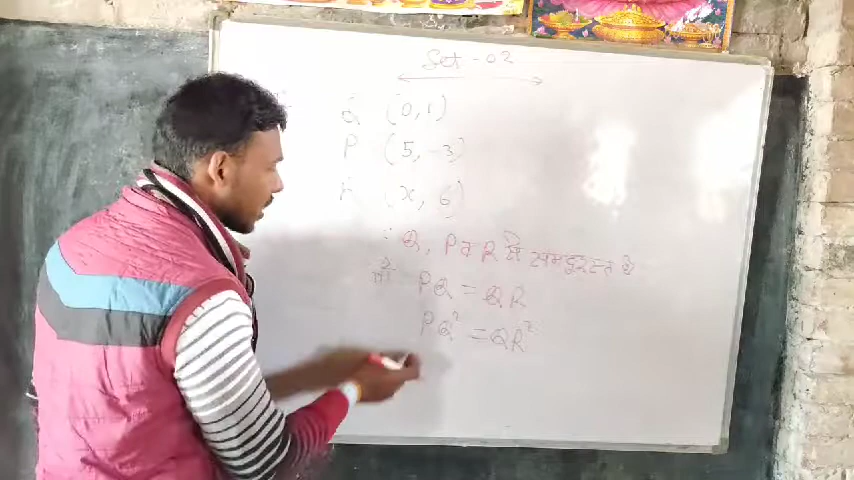 Set - 02
Q (0, 1)
P (5, -3)
R (x, 6)
∴ Q, P व R से समदूरस्त है
तो PQ = QR
PQ² = QR²